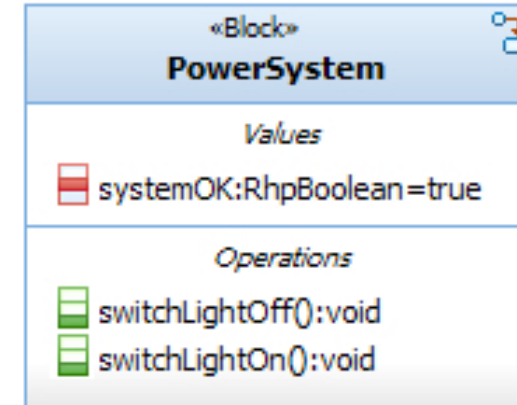 «Block»
PowerSystem
Values
systemOK:RhpBoolean=true
Operations
switchLightOff():void
switchLightOn():void